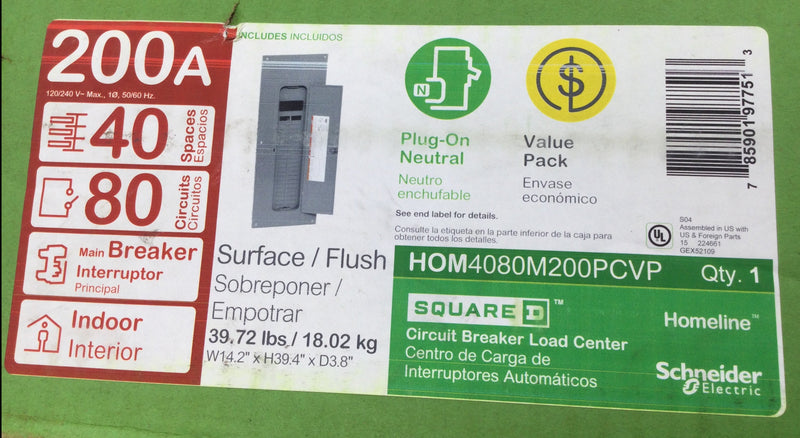 200A
120/240 V~ Max., 1Ø, 50/60 Hz.
40 Spaces Espacios
80 Circuits Circuitos
Main Breaker
Interruptor
Principal
Indoor
Interior
INCLUDES INCLUIDOS
Surface / Flush
Sobreponer /
Empotrar
39.72 lbs / 18.02 kg
W14.2" x H39.4" x D3.8"
N
Plug-On
Neutral
Neutro
enchufable
$
Value
Pack
Envase
económico
See end label for details.
Consulte la etiqueta en la parte inferior de la caja para
obtener todos los detalles.
7 85901 97751 3
UL
S04
Assembled in US with
US & Foreign Parts
15 224661
GEX52109
HOM4080M200PCVP Qty. 1
SQUARE D™
Homeline™
Circuit Breaker Load Center
Centro de Carga de
Interruptores Automáticos
Schneider
Electric